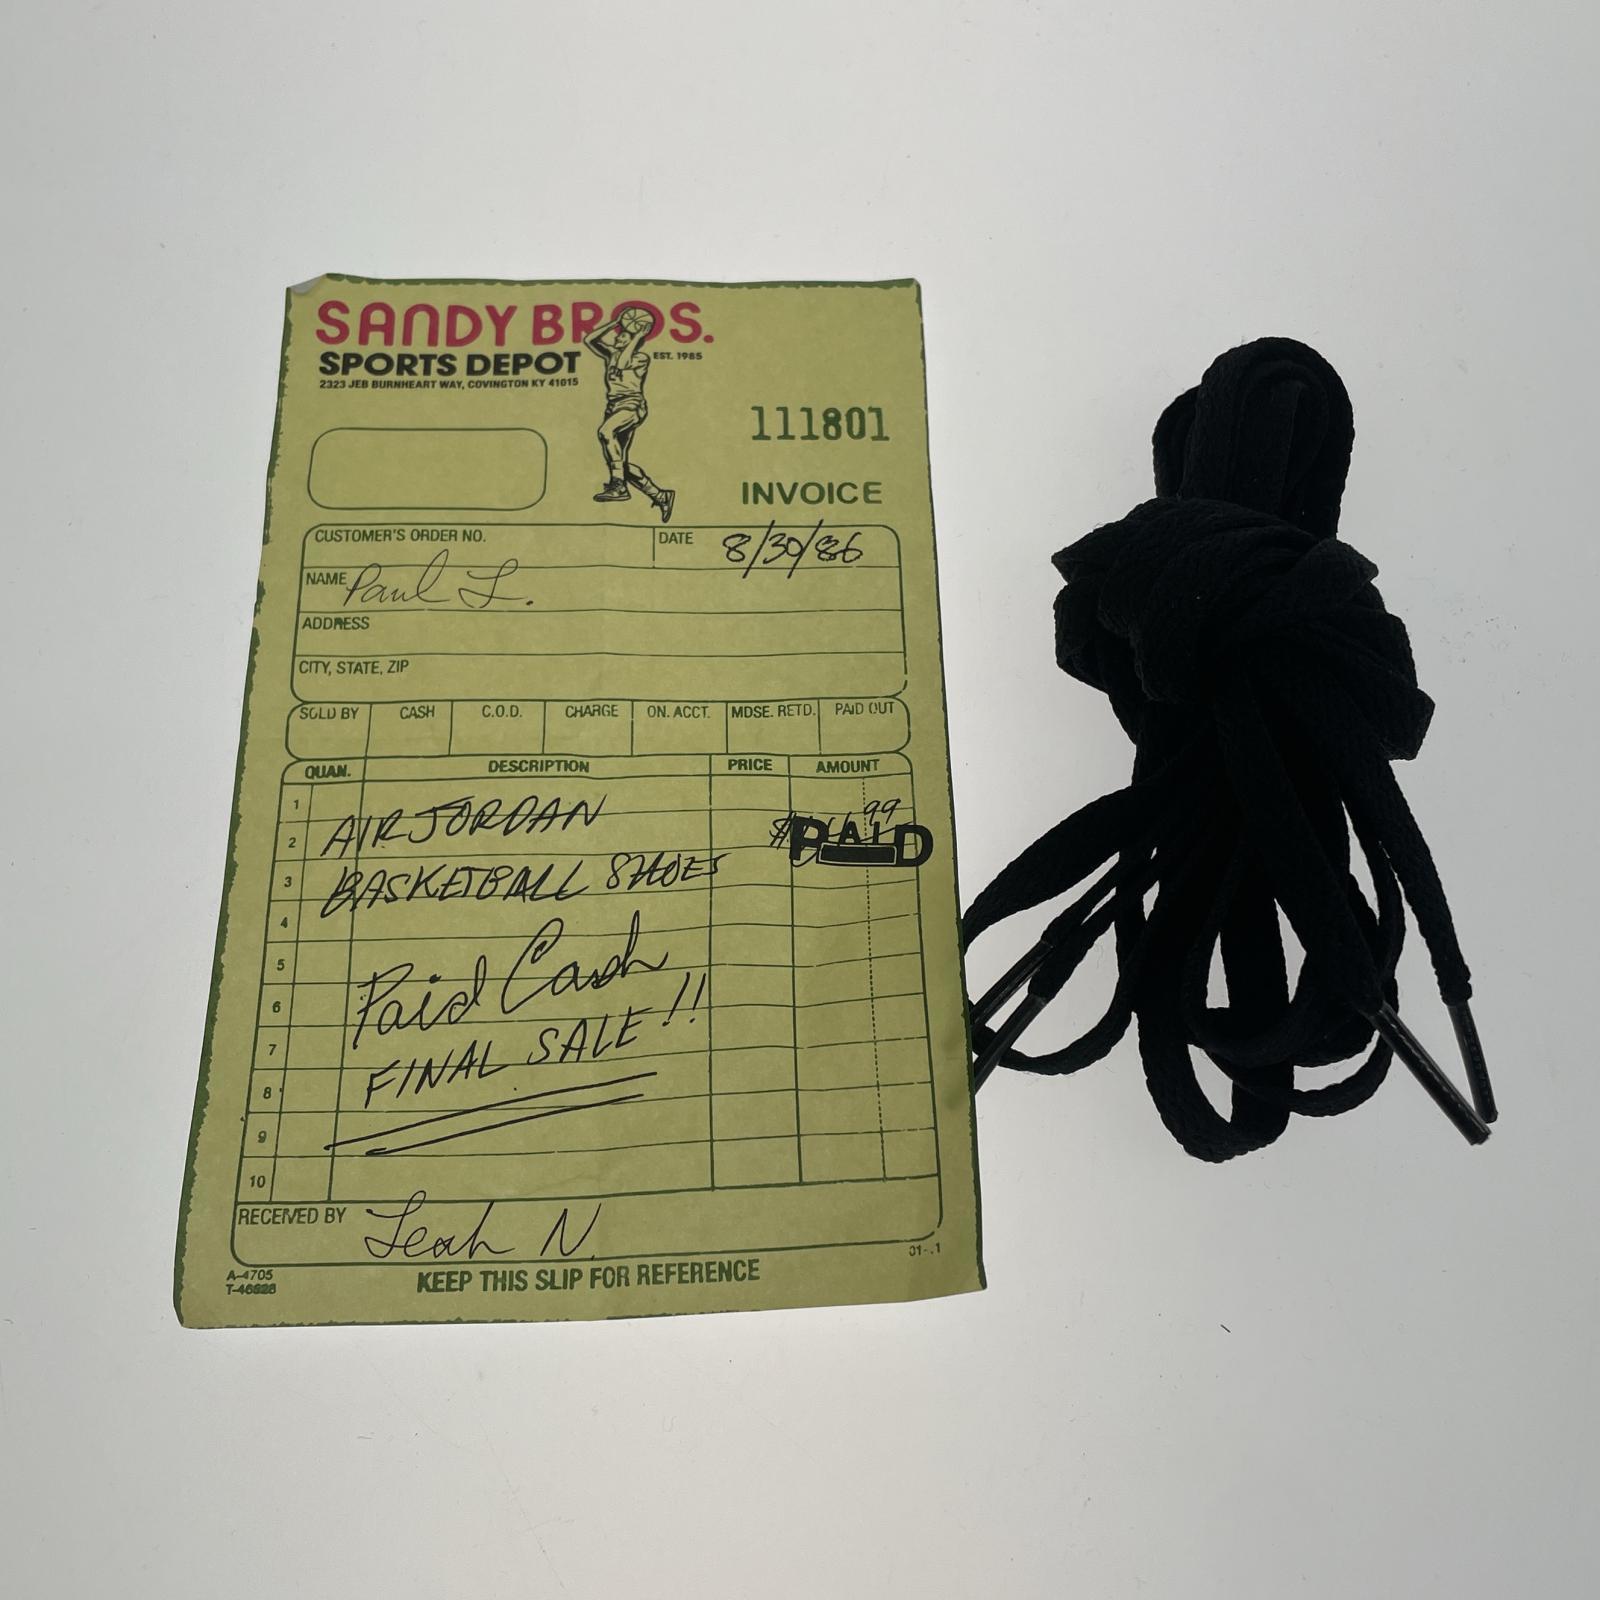 SANDY BROS.
SPORTS DEPOT
EST. 1985
2323 JEB BURNHEART WAY, COVINGTON KY 41015
24
111801
INVOICE
CUSTOMER'S ORDER NO.
DATE 8/30/86
NAME Paul L.
ADDRESS
CITY, STATE, ZIP
SOLD BY CASH C.O.D. CHARGE ON. ACCT. MDSE. RETD. PAID OUT
QUAN. DESCRIPTION PRICE AMOUNT
1
2 AIR JORDAN 99
PAID
3 BASKETBALL SHOES
4
5
6 Paid Cash
7
8 FINAL SALE!!
9
10
RECEIVED BY Leah N.
A-4705
KEEP THIS SLIP FOR REFERENCE